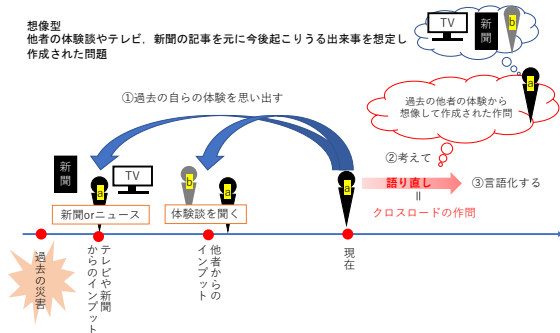 想像型
他者の体験談やテレビ，新聞の記事を元に今後起こりうる出来事を想定し
作成された問題
TV
新聞
b
a
過去の他者の体験から
想像して作成された作問
①過去の自らの体験を思い出す
②考えて
語り直し
③言語化する
॥
クロスロードの作問
新聞
a
TV
b
a
a
新聞orニュース
体験談を聞く
過去の災害
テレビや新聞
からのインプット
他者からの
インプット
現在